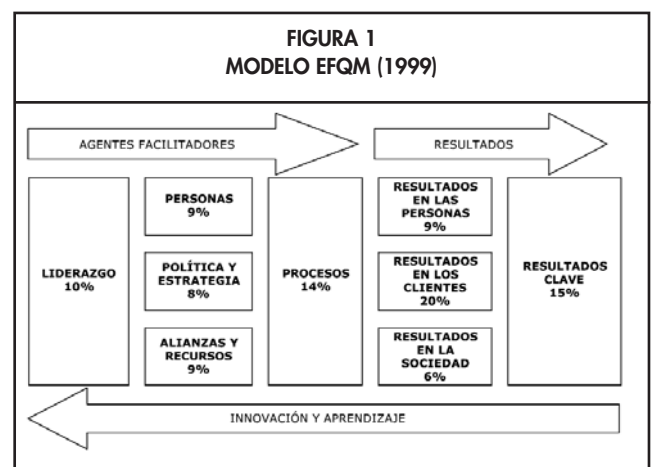 FIGURA 1
MODELO EFQM (1999)
AGENTES FACILITADORES
RESULTADOS
LIDERAZGO
10%
PERSONAS
9%
POLÍTICA Y
ESTRATEGIA
8%
ALIANZAS Y
RECURSOS
9%
PROCESOS
14%
RESULTADOS
EN LAS
PERSONAS
9%
RESULTADOS
EN LOS
CLIENTES
20%
RESULTADOS
EN LA
SOCIEDAD
6%
RESULTADOS
CLAVE
15%
INNOVACIÓN Y APRENDIZAJE